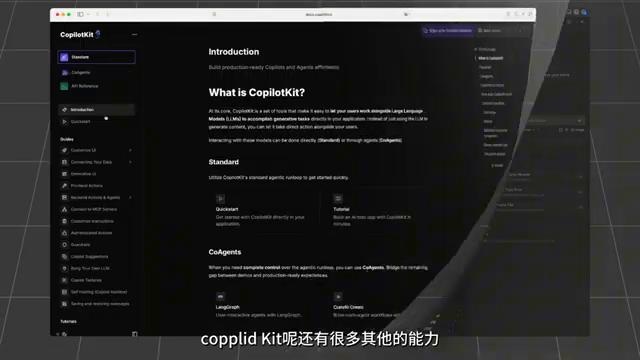 CopilotKit
Standard
CoAgents
API Reference
Introduction
Quickstart
Guides
Customize UI
Connecting Your Data
Generative UI
Frontend Actions
Backend Actions & Agents
Connect to MCP Servers
Customize Instructions
Authenticated Actions
Guardrails
Copilot Suggestions
Bring Your Own LLM
Copilot Textarea
Self Hosting (Copilot Runtime)
Saving and restoring messages
Tutorials
Introduction
Build production-ready Copilots and Agents effortlessly.
What is CopilotKit?
At its core, CopilotKit is a set of tools that make it easy to let your users work alongside Large Language
Models (LLMs) to accomplish generative tasks directly in your application. Instead of just using the LLM to
generate content, you can let it take direct action alongside your users.
Interacting with these models can be done directly (Standard) or through agents (CoAgents).
Standard
Utilize CopilotKit's standard agentic runloop to get started quickly.
Quickstart
Get started with CopilotKit directly in your
application.
Tutorial
Build an AI todo app with CopilotKit in
minutes.
CoAgents
When you need complete control over the agentic runloop, you can use CoAgents. Bridge the remaining
gap between demos and production-ready experiences.
LangGraph
User-interactive agents with LangGraph.
What is CopilotKit?
copplid Kit呢还有很多其他的能力